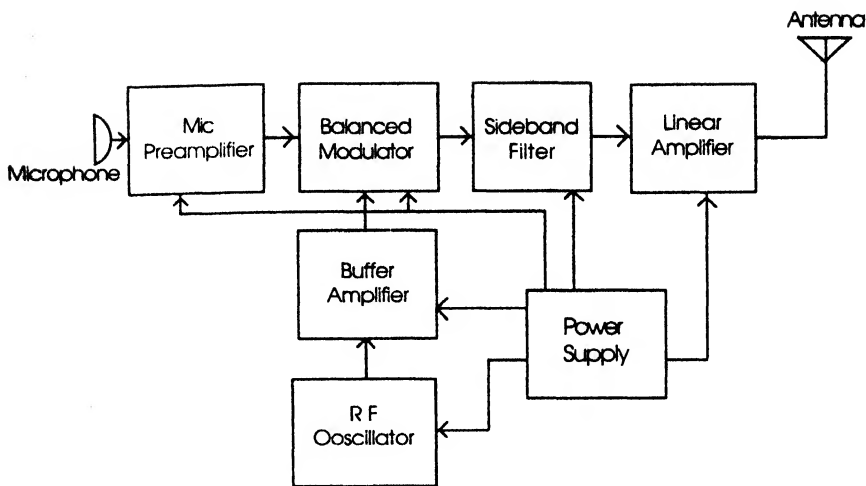 Antenna
Mic
Preamplifier
Balanced
Modulator
Sideband
Filter
Linear
Amplifier
Microphone
Buffer
Amplifier
Power
Supply
R F
Ooscillator